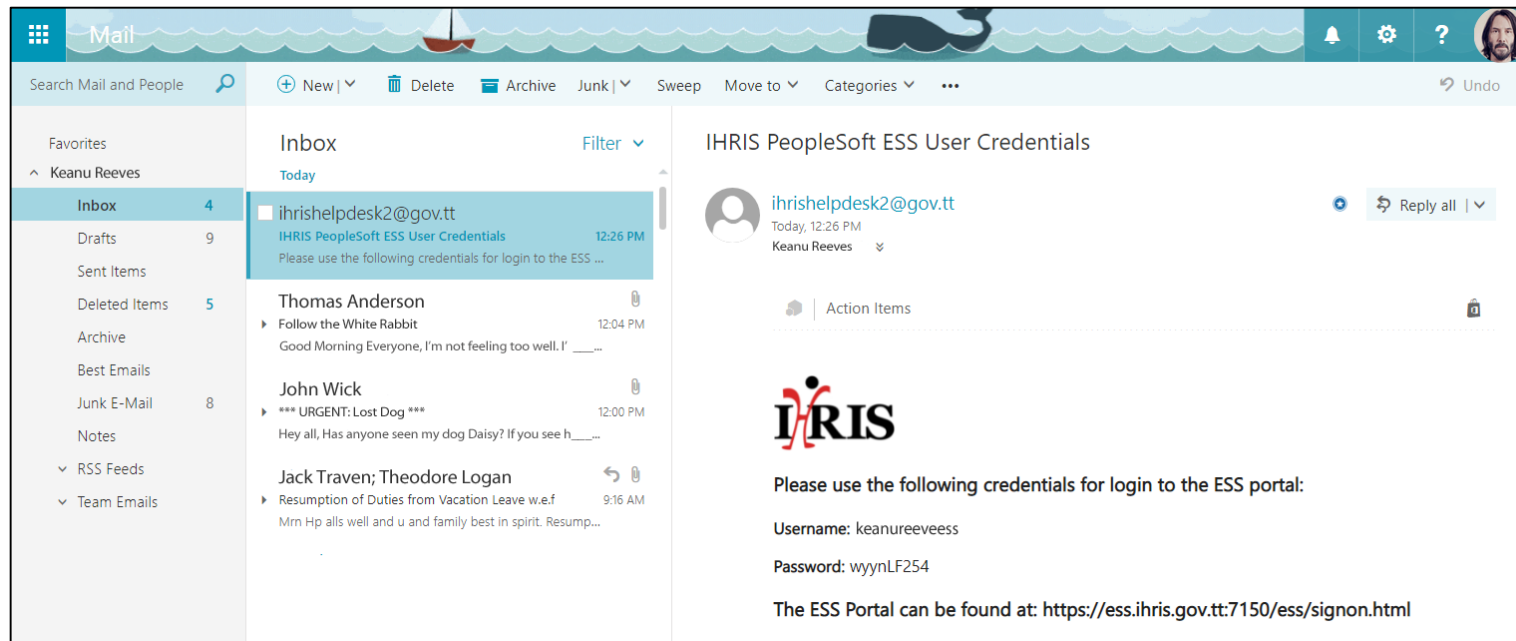 Mail
Search Mail and People
New
Delete
Archive
Junk
Sweep
Move to
Categories
Undo
Favorites
Keanu Reeves
Inbox 4
Drafts 9
Sent Items
Deleted Items 5
Archive
Best Emails
Junk E-Mail 8
Notes
RSS Feeds
Team Emails
Inbox
Filter
Today
ihrishelpdesk2@gov.tt
IHRIS PeopleSoft ESS User Credentials 12:26 PM
Please use the following credentials for login to the ESS ...
Thomas Anderson
Follow the White Rabbit 12:04 PM
Good Morning Everyone, I'm not feeling too well. I' ___...
John Wick
*** URGENT: Lost Dog *** 12:00 PM
Hey all, Has anyone seen my dog Daisy? If you see h___...
Jack Traven; Theodore Logan
Resumption of Duties from Vacation Leave w.e.f 9:16 AM
Mrn Hp alls well and u and family best in spirit. Resump...
IHRIS PeopleSoft ESS User Credentials
ihrishelpdesk2@gov.tt
Reply all
Today, 12:26 PM
Keanu Reeves
Action Items
IHRIS
Please use the following credentials for login to the ESS portal:
Username: keanureeveess
Password: wyynLF254
The ESS Portal can be found at: https://ess.ihris.gov.tt:7150/ess/signon.html